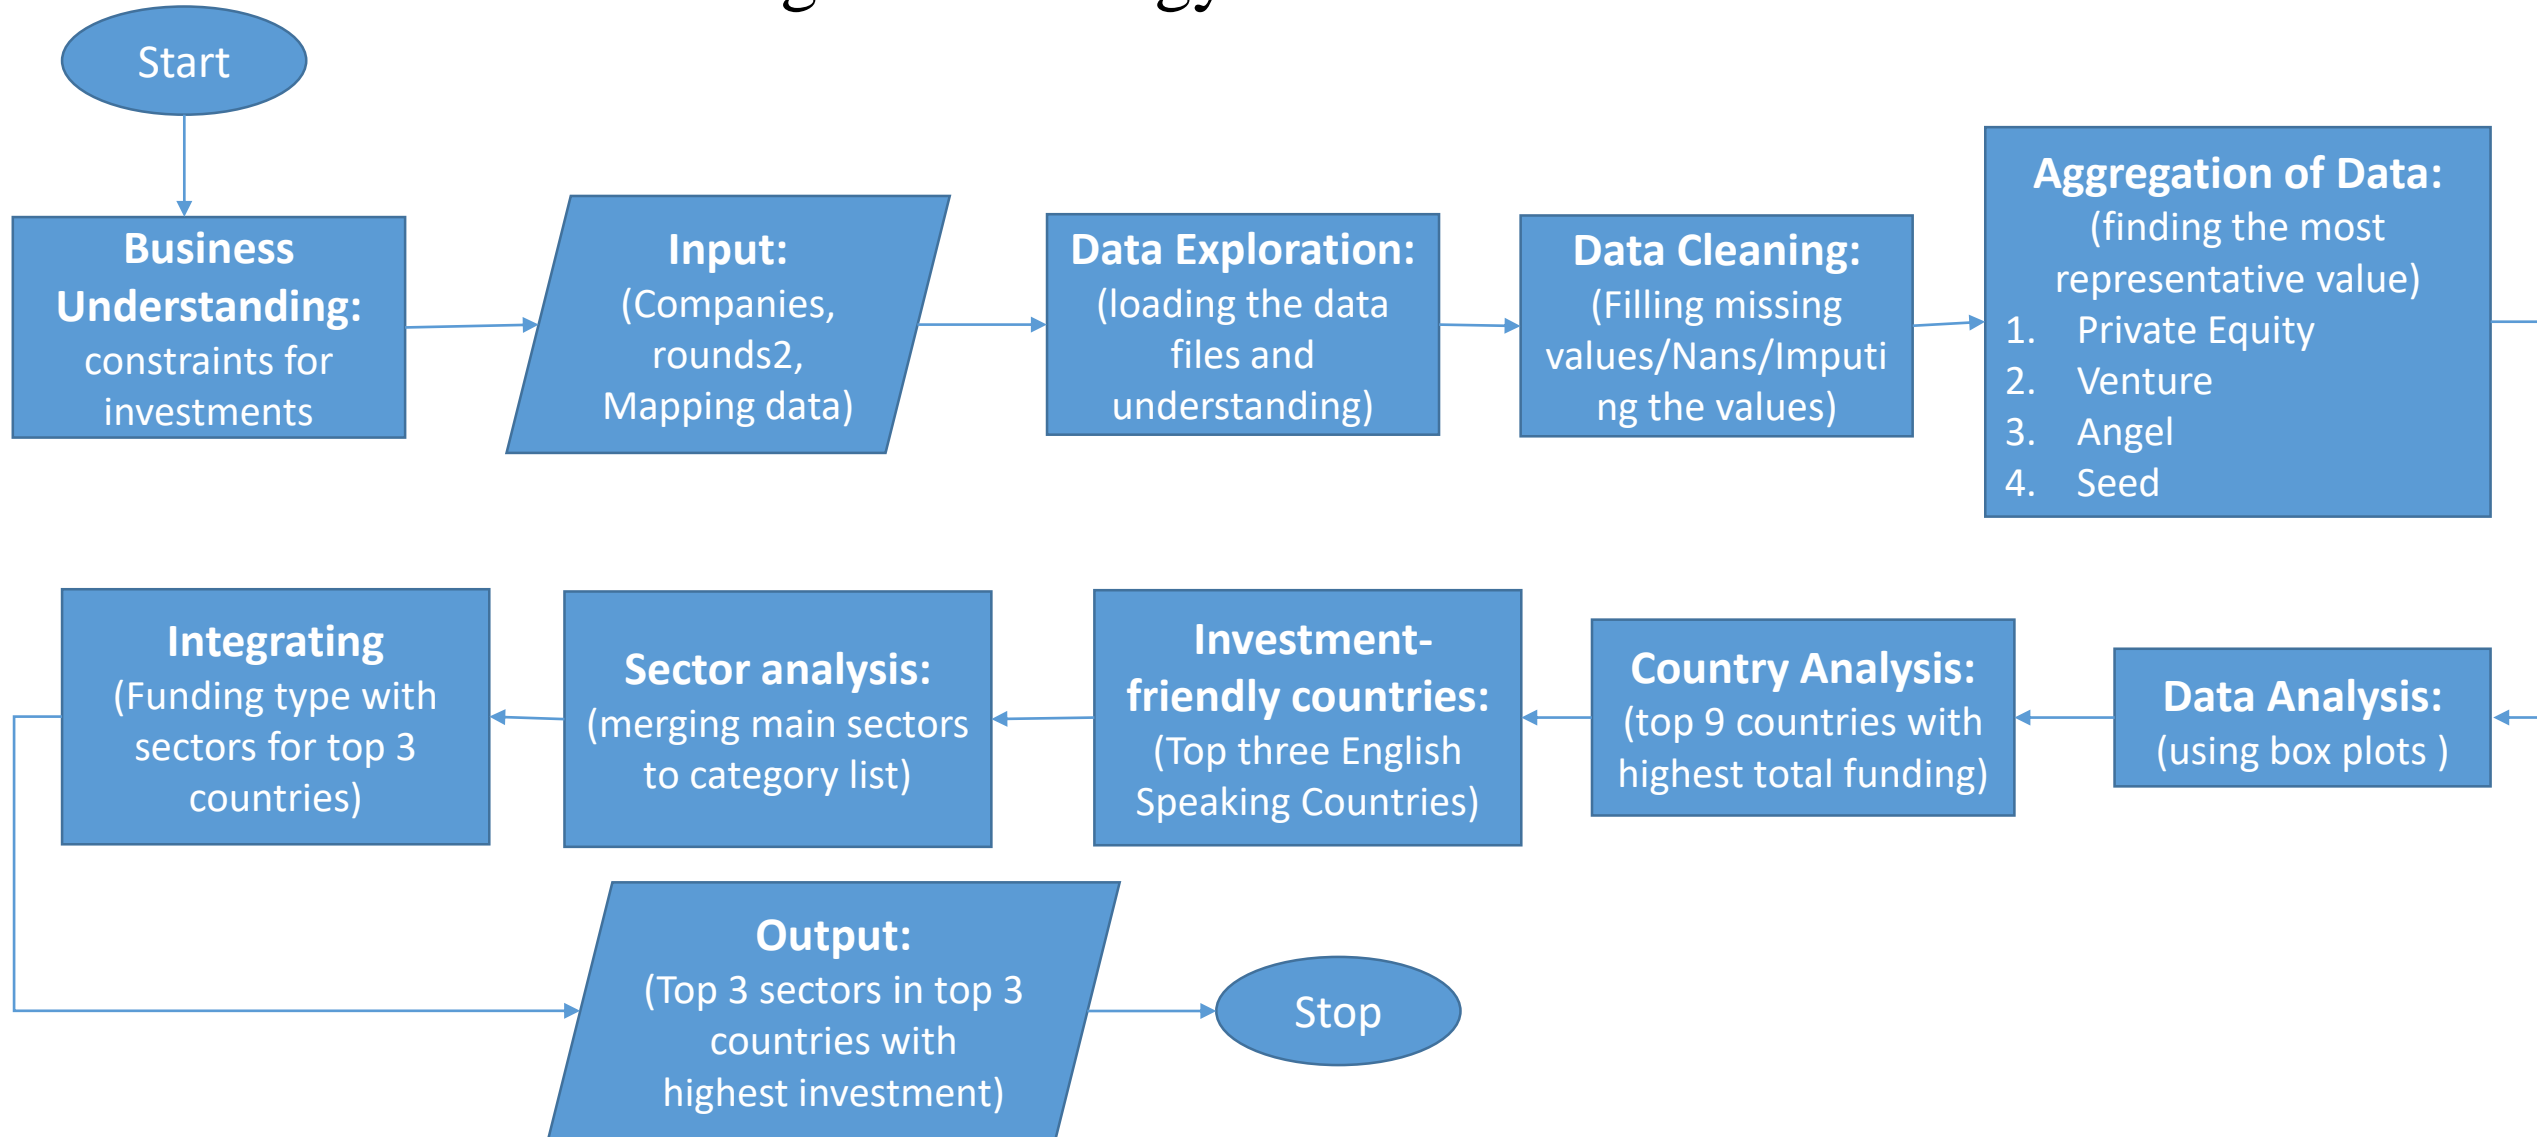 Start
Business
Understanding:
constraints for
investments
Input:
(Companies,
rounds2,
Mapping data)
Data Exploration:
(loading the data
files and
understanding)
Data Cleaning:
(Filling missing
values/Nans/Imputi
ng the values)
Aggregation of Data:
(finding the most
representative value)
1. Private Equity
2. Venture
3. Angel
4. Seed
Data Analysis:
(using box plots )
Country Analysis:
(top 9 countries with
highest total funding)
Investment-
friendly countries:
(Top three English
Speaking Countries)
Sector analysis:
(merging main sectors
to category list)
Integrating
(Funding type with
sectors for top 3
countries)
Output:
(Top 3 sectors in top 3
countries with
highest investment)
Stop